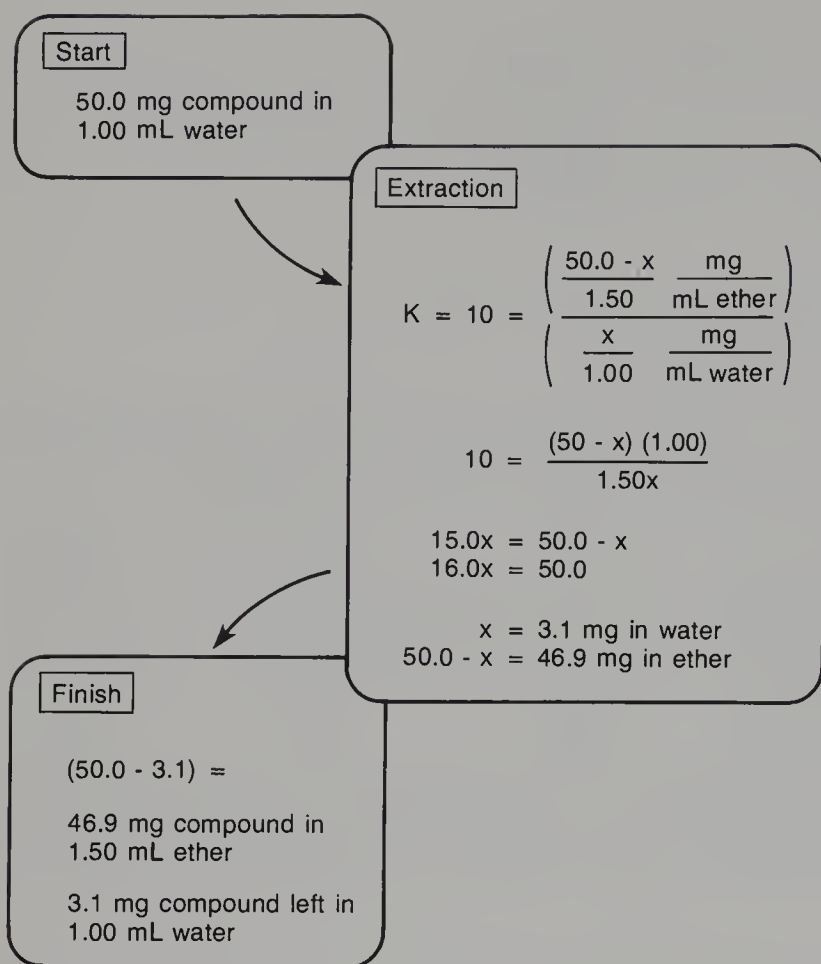 Start
50.0 mg compound in
1.00 mL water
Extraction
K = 10 = ( (50.0 - x)/1.50 mg/mL ether ) / ( x/1.00 mg/mL water )
10 = (50 - x) (1.00) / 1.50x
15.0x = 50.0 - x
16.0x = 50.0
x = 3.1 mg in water
50.0 - x = 46.9 mg in ether
Finish
(50.0 - 3.1) =
46.9 mg compound in
1.50 mL ether
3.1 mg compound left in
1.00 mL water